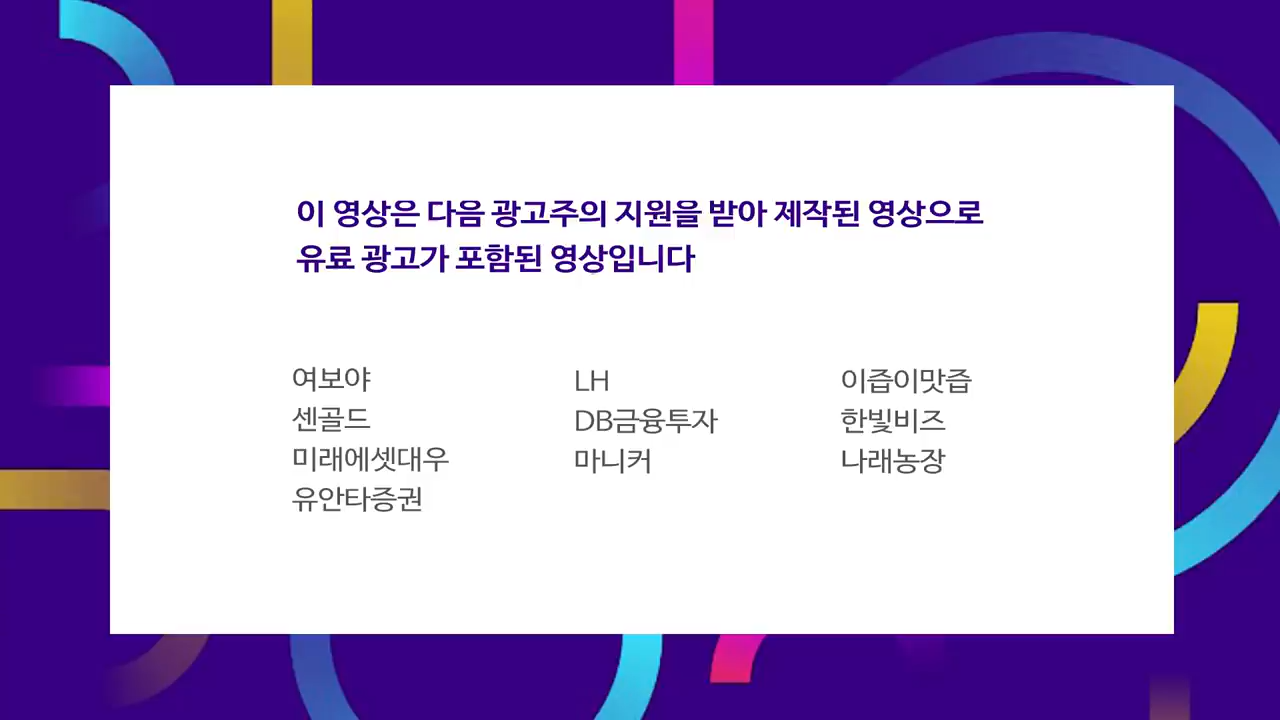 이 영상은 다음 광고주의 지원을 받아 제작된 영상으로
유료 광고가 포함된 영상입니다
여보야
센골드
미래에셋대우
유안타증권
LH
DB금융투자
마니커
이즙이맛즙
한빛비즈
나래농장